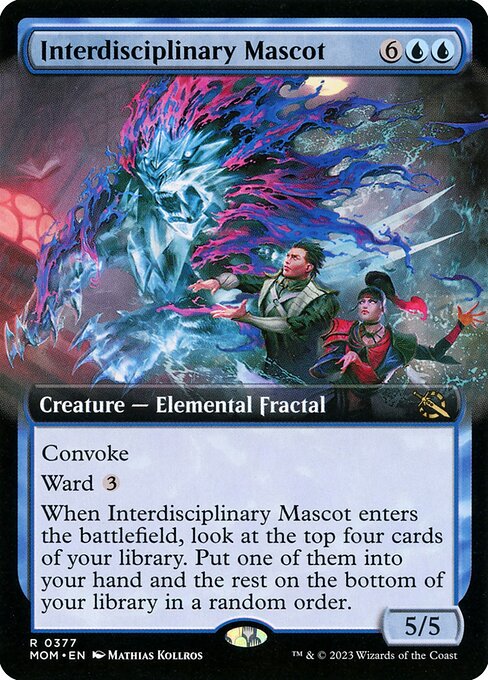 Interdisciplinary Mascot 6
Creature — Elemental Fractal
Convoke
Ward 3
When Interdisciplinary Mascot enters
the battlefield, look at the top four cards
of your library. Put one of them into
your hand and the rest on the bottom of
your library in a random order.
5/5
R 0377
MOM • EN Mathias Kollros
™ & © 2023 Wizards of the Coast